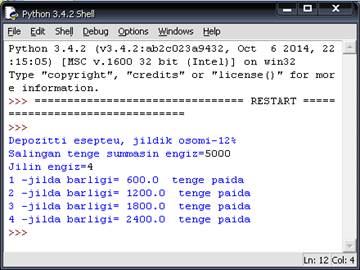 Python 3.4.2 Shell
File Edit Shell Debug Options Windows Help
Python 3.4.2 (v3.4.2:ab2c023a9432, Oct  6 2014, 22
:15:05) [MSC v.1600 32 bit (Intel)] on win32
Type "copyright", "credits" or "license()" for mor
e information.
>>> ================================ RESTART =====
===========================
>>>
Depozitti esepteu, jildik osomi-12%
Salingan tenge summasin engiz=5000
Jilin engiz=4
1 -jilda barligi= 600.0  tenge paida
2 -jilda barligi= 1200.0  tenge paida
3 -jilda barligi= 1800.0  tenge paida
4 -jilda barligi= 2400.0  tenge paida
>>>
Ln: 12 Col: 4